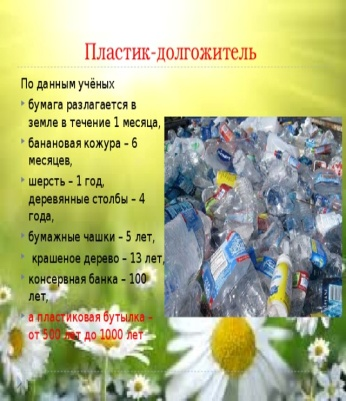 Пластик-долгожитель
По данным учёных
бумага разлагается в
земле в течение 1 месяца,
банановая кожура – 6
месяцев,
шерсть – 1 год,
деревянные столбы – 4
года,
бумажные чашки – 5 лет,
крашеное дерево – 13 лет,
консервная банка – 100
лет,
а пластиковая бутылка –
от 500 лет до 1000 лет